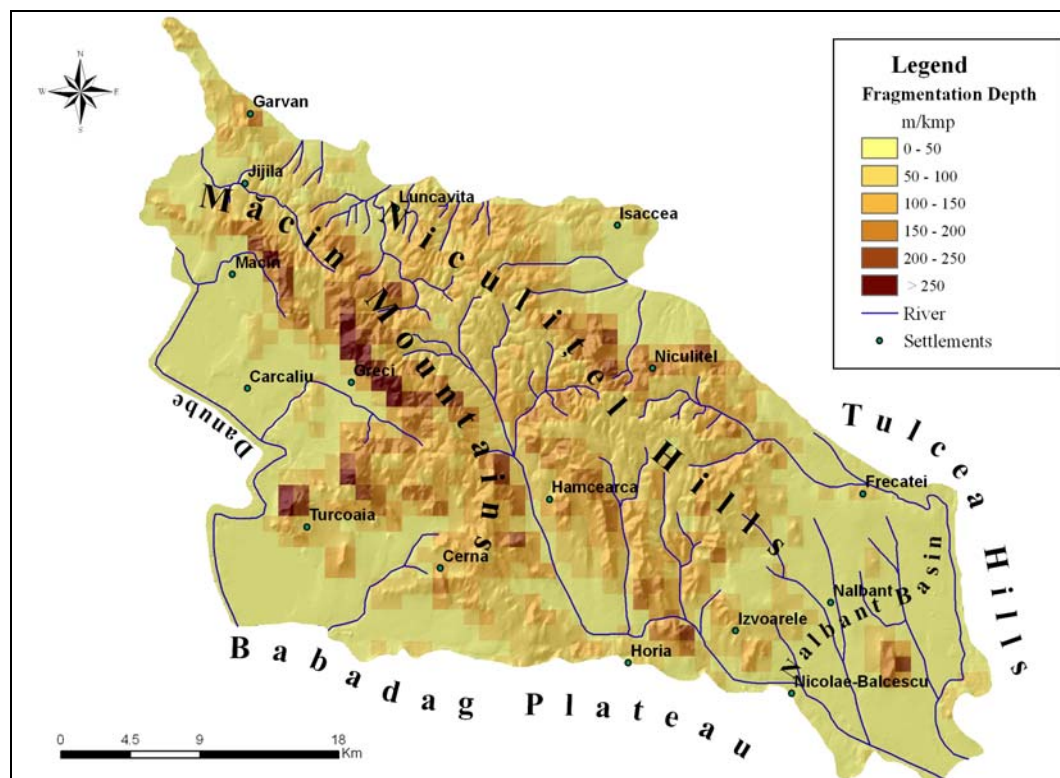 N
W
E
S
Legend
Fragmentation Depth
m/kmp
0 - 50
50 - 100
100 - 150
150 - 200
200 - 250
> 250
River
Settlements
Garvan
Jijila
Luncavita
Isaccea
Măcin Mountains
Niculițel Hills
Macin
Niculitel
Carcaliu
Greci
Danube
Tulcea Hills
Frecatei
Hamcearca
Turcoaia
Cerna
Nalbant
Nalbant Basin
Izvoarele
Horia
Nicolae-Balcescu
Babadag Plateau
0 4.5 9 18
Km